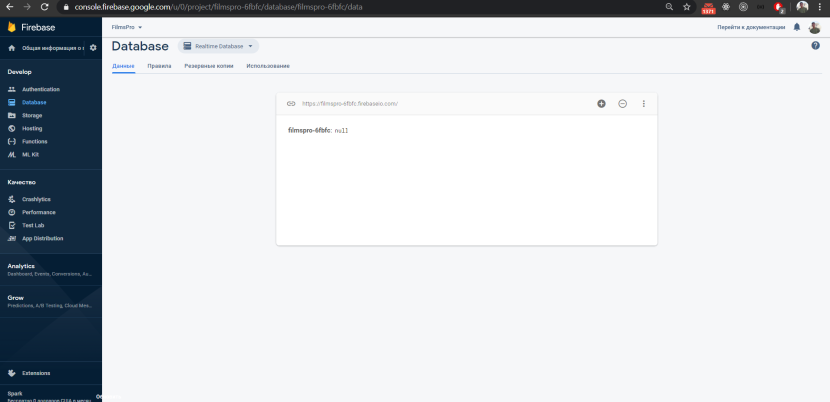 console.firebase.google.com/u/0/project/filmspro-6fbfc/database/filmspro-6fbfc/data
1371
2
Firebase
FilmsPro
Перейти к документации
Общая информация о п
Database
Realtime Database
Данные
Правила
Резервные копии
Использование
Develop
Authentication
Database
Storage
Hosting
Functions
ML Kit
https://filmspro-6fbfc.firebaseio.com/
filmspro-6fbfc: null
Качество
Crashlytics
Performance
Test Lab
App Distribution
Analytics
Dashboard, Events, Conversions, Au...
Grow
Predictions, A/B Testing, Cloud Mes...
Extensions
Spark